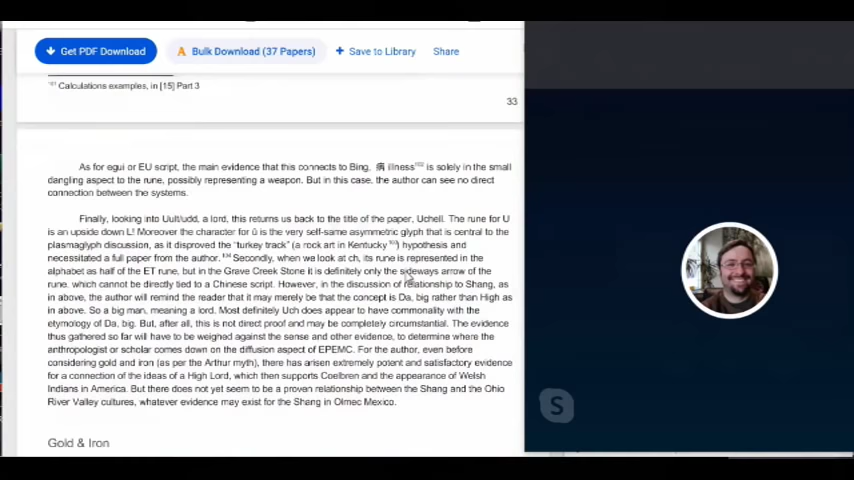 Get PDF Download
Bulk Download (37 Papers)
+ Save to Library
Share
Calculations examples, in [15] Part 3
33
As for egui or EU script, the main evidence that this connects to Bing, 病 illness is solely in the small
dangling aspect to the rune, possibly representing a weapon. But in this case, the author can see no direct
connection between the systems.
Finally, looking into Uult/udd, a lord, this returns us back to the title of the paper, Uchell. The rune for U
is an upside down L! Moreover the character for û is the very self-same asymmetric glyph that is central to the
plasmaglyph discussion, as it disproved the "turkey track" (a rock art in Kentucky ) hypothesis and
necessitated a full paper from the author.104 Secondly, when we look at ch, its rune is represented in the
alphabet as half of the ET rune, but in the Grave Creek Stone it is definitely only the sideways arrow of the
rune, which cannot be directly tied to a Chinese script. However, in the discussion of relationship to Shang, as
in above, the author will remind the reader that it may merely be that the concept is Da, big rather than High as
in above. So a big man, meaning a lord. Most definitely Uch does appear to have commonality with the
etymology of Da, big. But, after all, this is not direct proof and may be completely circumstantial. The evidence
thus gathered so far will have to be weighed against the sense and other evidence, to determine where the
anthropologist or scholar comes down on the diffusion aspect of EPEMC. For the author, even before
considering gold and iron (as per the Arthur myth), there has arisen extremely potent and satisfactory evidence
for a connection of the ideas of a High Lord, which then supports Coelbren and the appearance of Welsh
Indians in America. But there does not yet seem to be a proven relationship between the Shang and the Ohio
River Valley cultures, whatever evidence may exist for the Shang in Olmec Mexico.
Gold & Iron
S